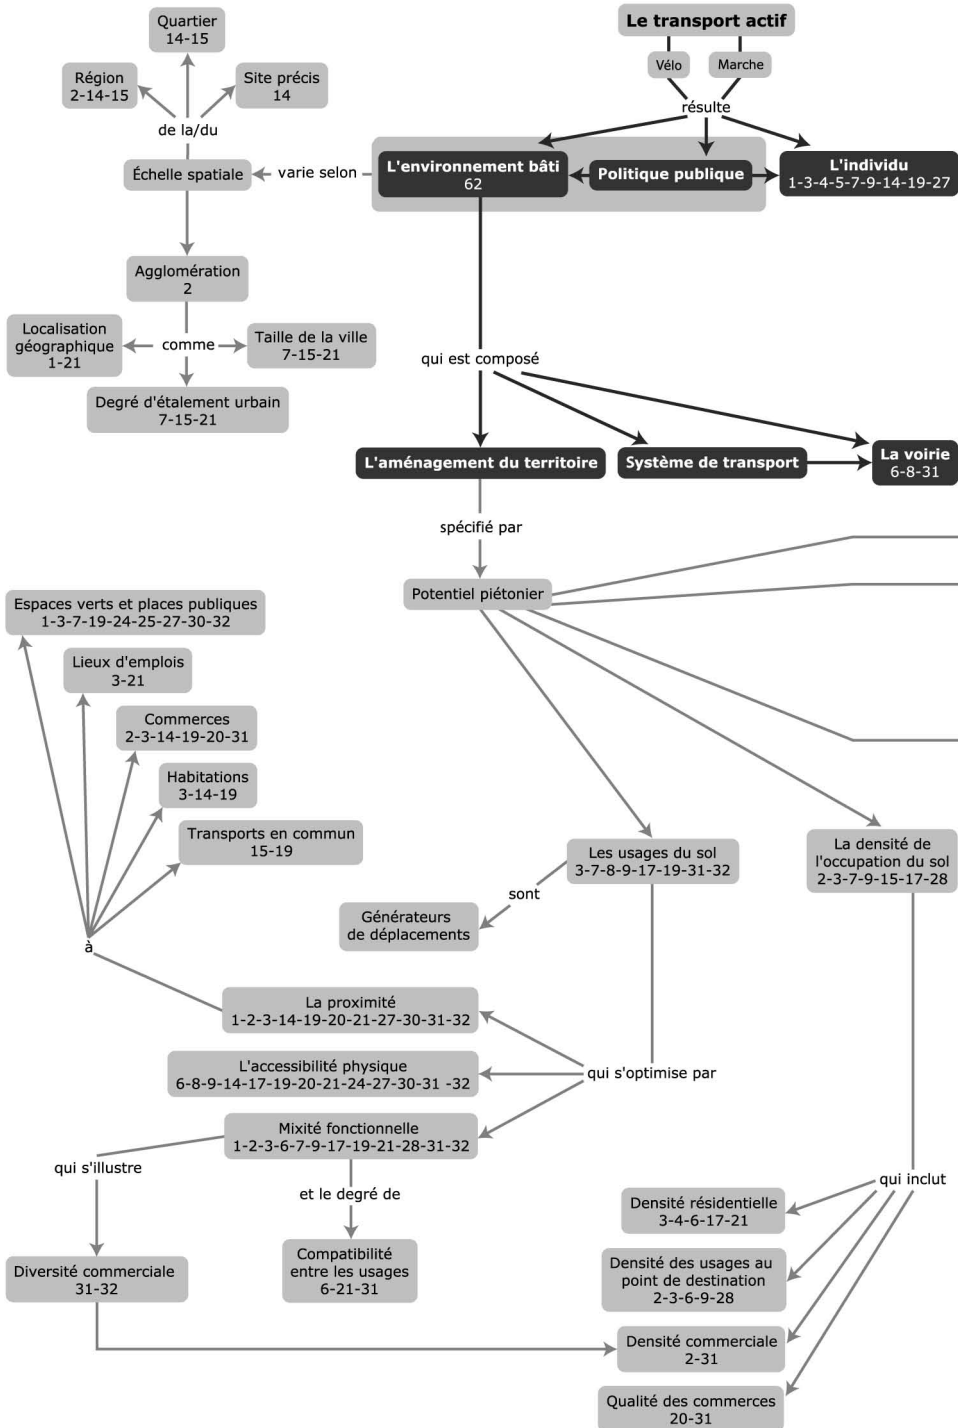 Le transport actif
Vélo
Marche
résulte
Quartier
14-15
Région
2-14-15
Site précis
14
de la/du
Échelle spatiale
varie selon
L'environnement bâti
62
Politique publique
L'individu
1-3-4-5-7-9-14-19-27
Agglomération
2
Localisation
géographique
1-21
comme
Taille de la ville
7-15-21
Degré d'étalement urbain
7-15-21
qui est composé
L'aménagement du territoire
Système de transport
La voirie
6-8-31
spécifié par
Potentiel piétonier
Espaces verts et places publiques
1-3-7-19-24-25-27-30-32
Lieux d'emplois
3-21
Commerces
2-3-14-19-20-31
Habitations
3-14-19
Transports en commun
15-19
à
Les usages du sol
3-7-8-9-17-19-31-32
La densité de
l'occupation du sol
2-3-7-9-15-17-28
sont
Générateurs
de déplacements
La proximité
1-2-3-14-19-20-21-27-30-31-32
L'accessibilité physique
6-8-9-14-17-19-20-21-24-27-30-31 -32
qui s'optimise par
Mixité fonctionnelle
1-2-3-6-7-9-17-19-21-28-31-32
qui s'illustre
et le degré de
qui inclut
Diversité commerciale
31-32
Compatibilité
entre les usages
6-21-31
Densité résidentielle
3-4-6-17-21
Densité des usages au
point de destination
2-3-6-9-28
Densité commerciale
2-31
Qualité des commerces
20-31